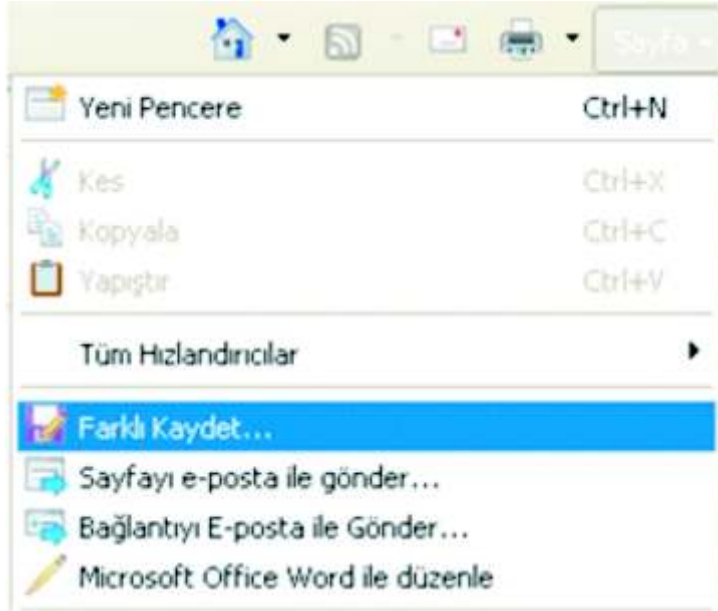 Sayfa
Yeni Pencere Ctrl+N
Kes Ctrl+X
Kopyala Ctrl+C
Yapıştır Ctrl+V
Tüm Hızlandırıcılar
Farklı Kaydet...
Sayfayı e-posta ile gönder...
Bağlantıyı E-posta ile Gönder...
Microsoft Office Word ile düzenle